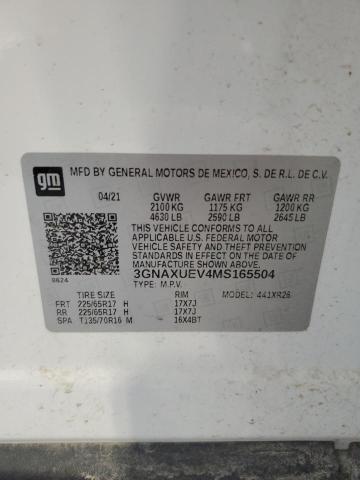 gm
MFD BY GENERAL MOTORS DE MEXICO, S. DE R.L. DE C.V.
04/21 GVWR GAWR FRT GAWR RR
2100 KG 1175 KG 1200 KG
4630 LB 2590 LB 2645 LB
THIS VEHICLE CONFORMS TO ALL APPLICABLE
U.S. FEDERAL MOTOR VEHICLE SAFETY
AND THEFT PREVENTION STANDARDS IN EFFECT
ON THE DATE OF MANUFACTURE SHOWN ABOVE.
3GNAXUEV4MS165504
8624 TYPE: M.P.V. MODEL: 441XR26
TIRE SIZE RIM
FRT 225/65R17 H 17X7J
RR 225/65R17 H 17X7J
SPA T135/70R16 M 16X4BT